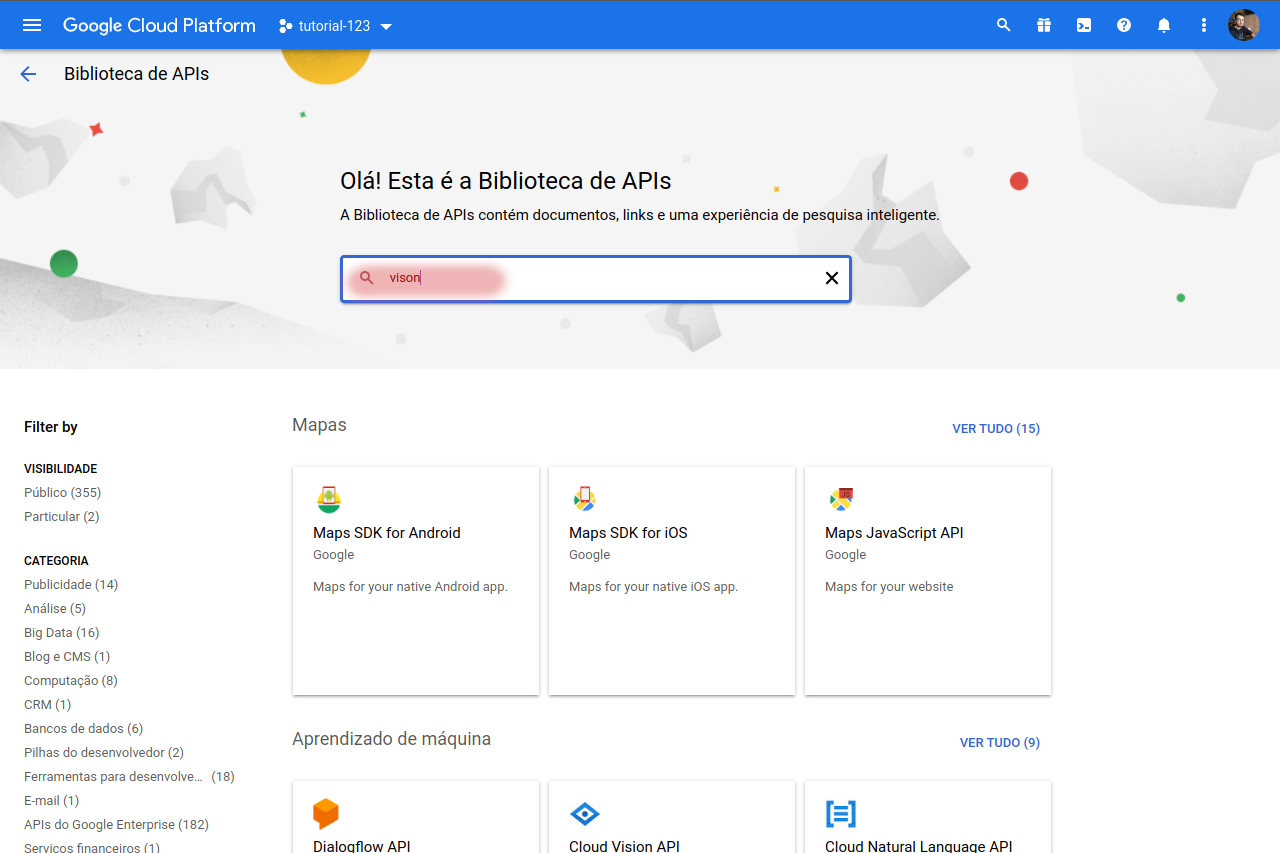 Google Cloud Platform
tutorial-123
Biblioteca de APIs
Olá! Esta é a Biblioteca de APIs
A Biblioteca de APIs contém documentos, links e uma experiência de pesquisa inteligente.
vison
Filter by
VISIBILIDADE
Público (355)
Particular (2)
CATEGORIA
Publicidade (14)
Análise (5)
Big Data (16)
Blog e CMS (1)
Computação (8)
CRM (1)
Bancos de dados (6)
Pilhas do desenvolvedor (2)
Ferramentas para desenvolve... (18)
E-mail (1)
APIs do Google Enterprise (182)
Serviços financeiros (1)
Mapas
VER TUDO (15)
Maps SDK for Android
Google
Maps for your native Android app.
Maps SDK for iOS
Google
Maps for your native iOS app.
Maps JavaScript API
Google
Maps for your website
Aprendizado de máquina
VER TUDO (9)
Dialogflow API
Cloud Vision API
Cloud Natural Language API